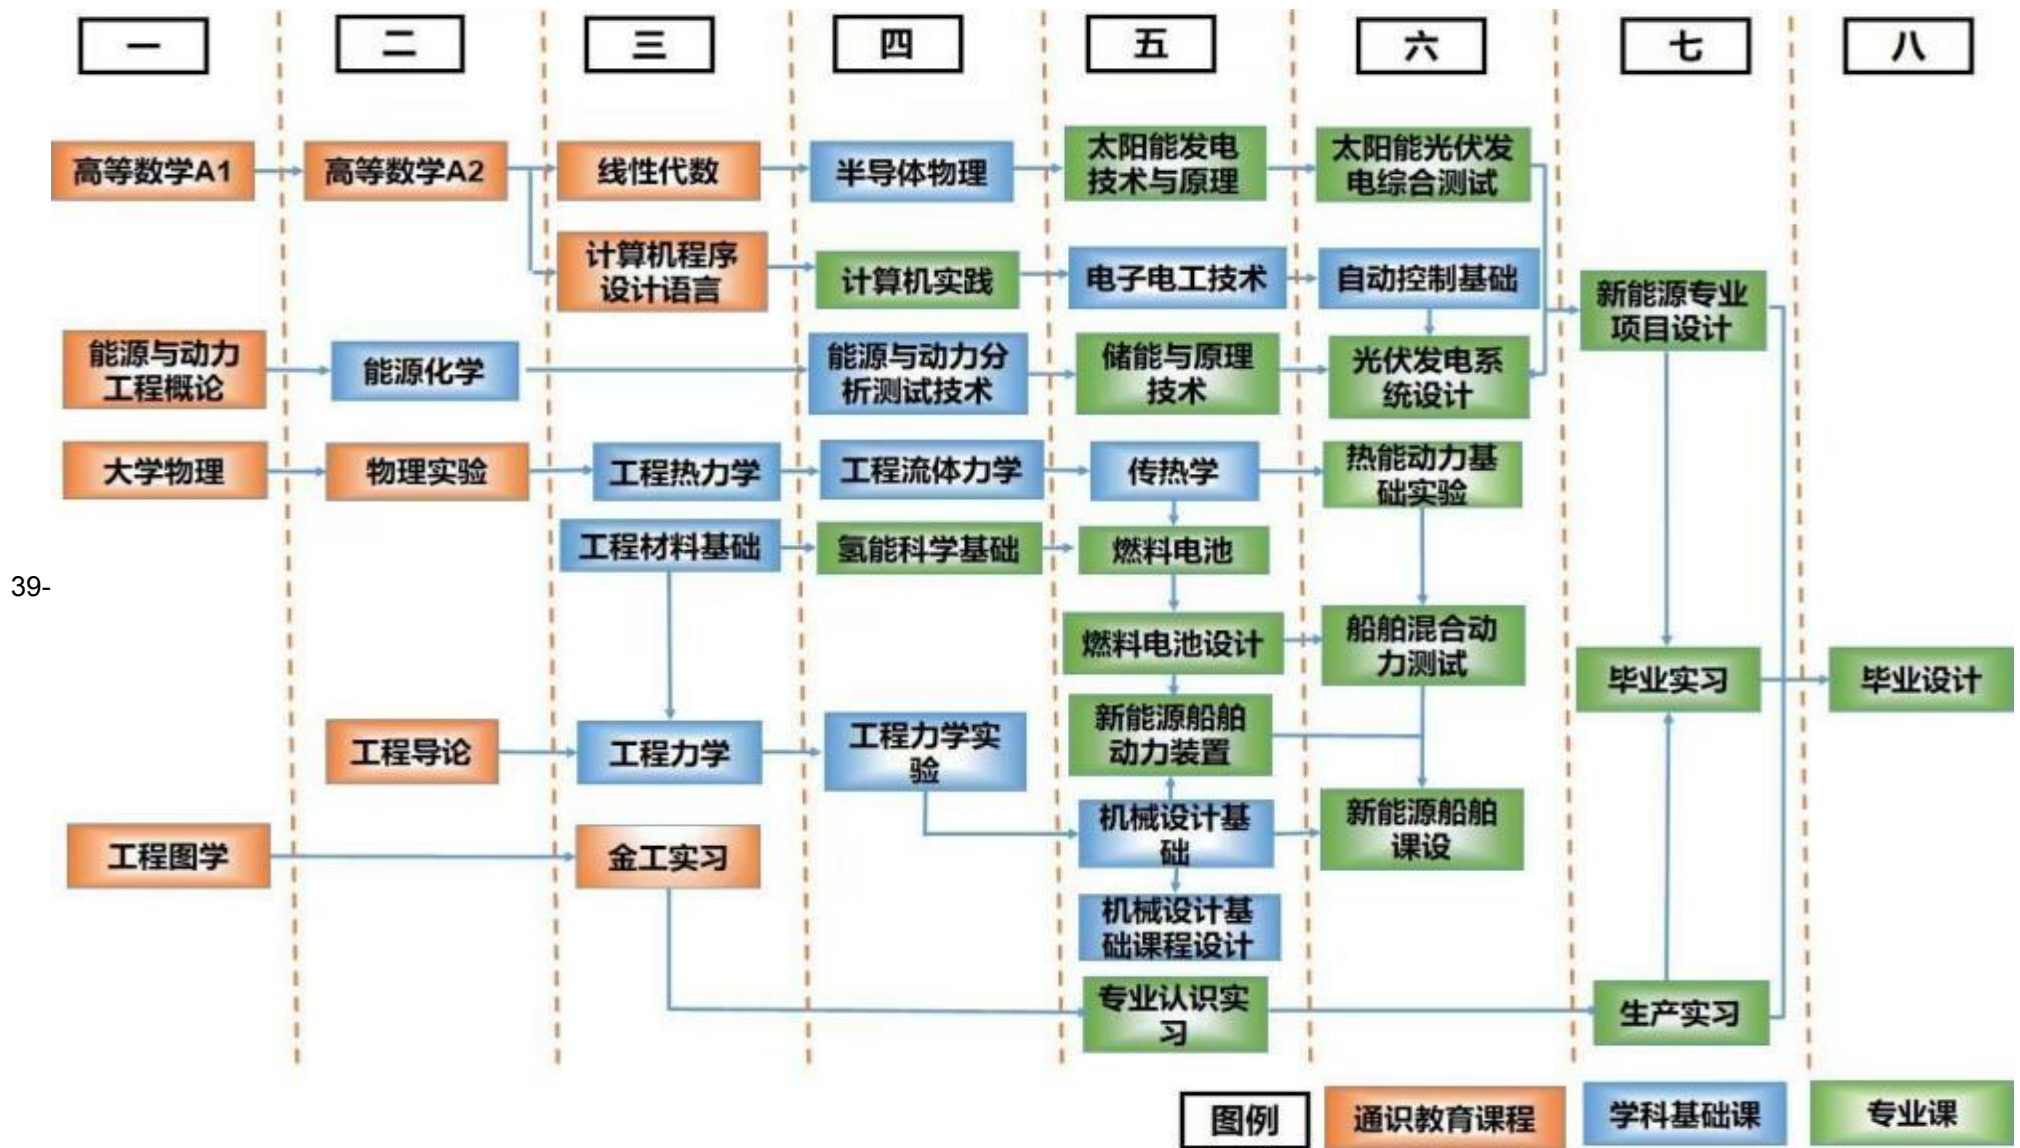 一
二
三
四
五
六
七
八
高等数学A1
高等数学A2
线性代数
半导体物理
太阳能发电
技术与原理
太阳能光伏发
电综合测试
计算机程序
设计语言
计算机实践
电子电工技术
自动控制基础
新能源专业
项目设计
能源与动力
工程概论
能源化学
能源与动力分
析测试技术
储能与原理
技术
光伏发电系
统设计
大学物理
物理实验
工程热力学
工程流体力学
传热学
热能动力基
础实验
工程材料基础
氢能科学基础
燃料电池
39-
燃料电池设计
船舶混合动
力测试
毕业实习
毕业设计
工程导论
工程力学
工程力学实
验
新能源船舶
动力装置
机械设计基
础
新能源船舶
课设
工程图学
金工实习
机械设计基
础课程设计
专业认识实
习
生产实习
图例
通识教育课程
学科基础课
专业课